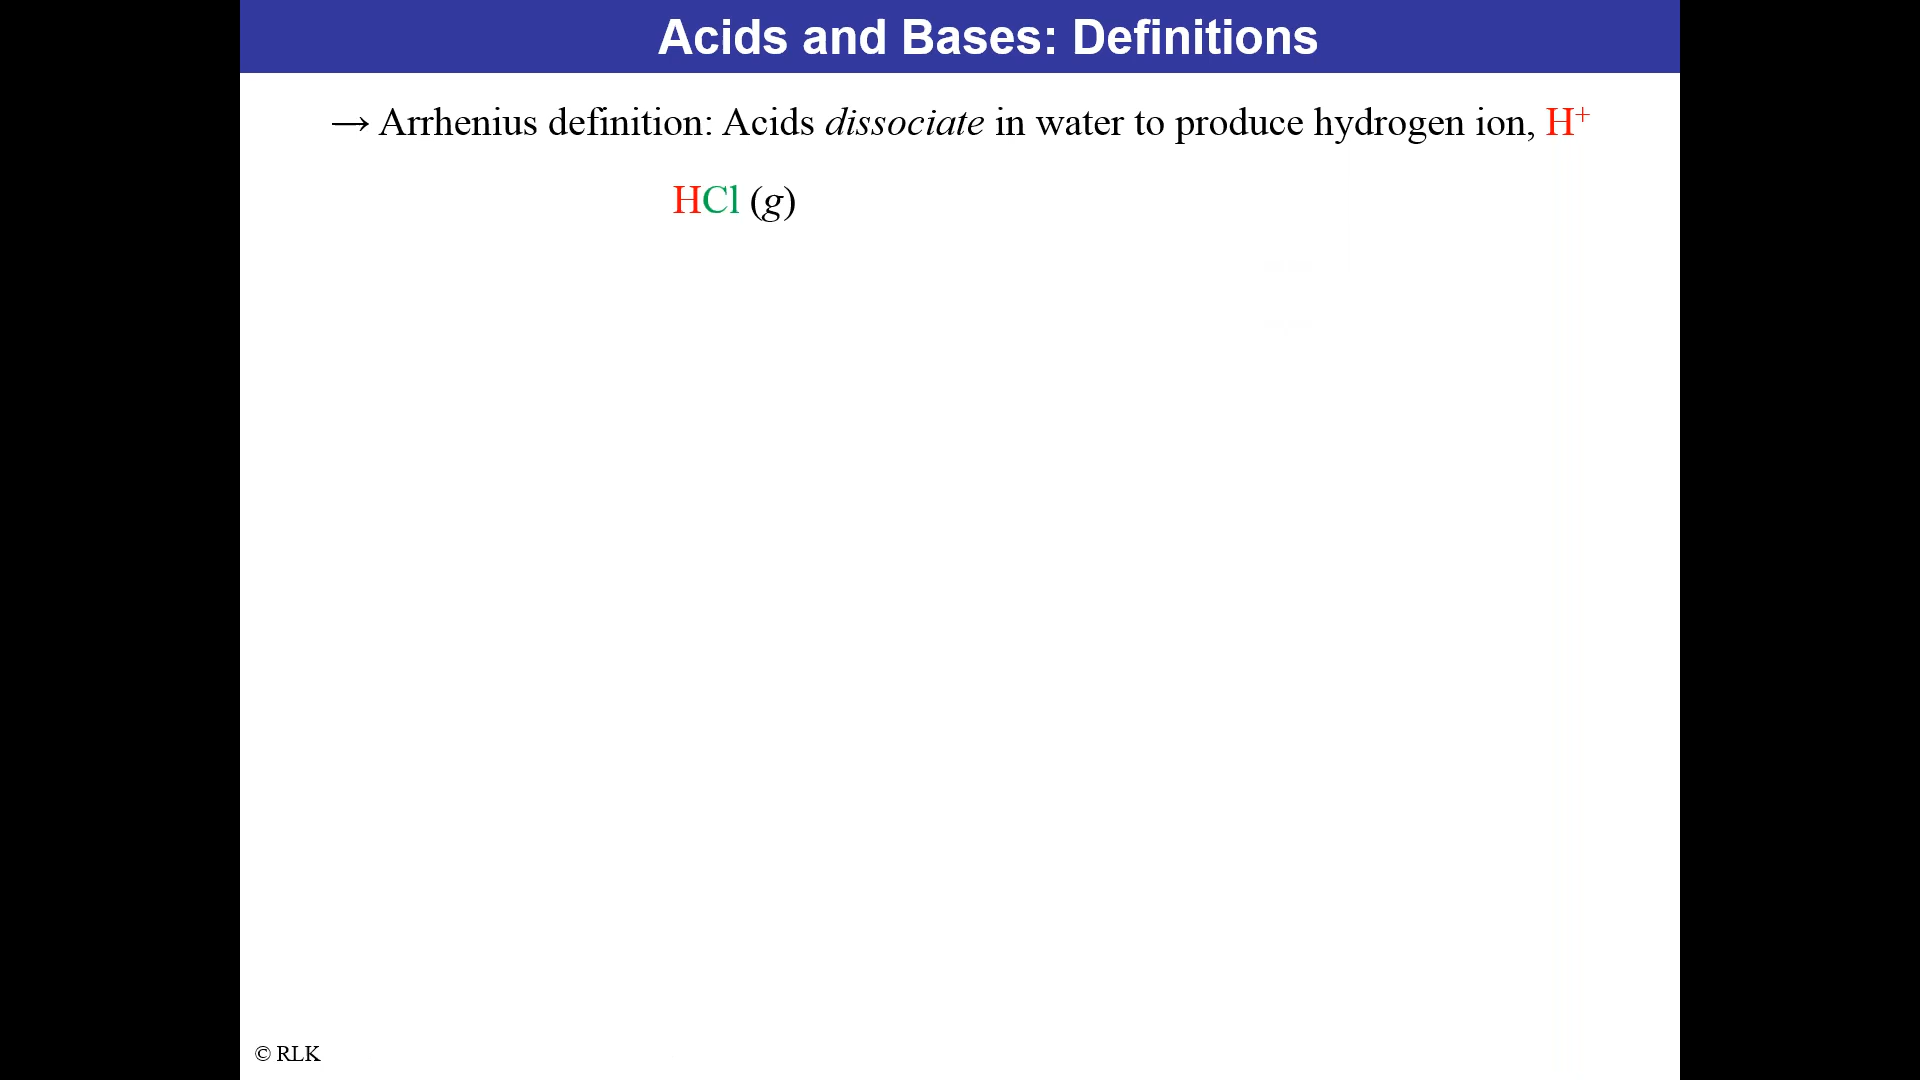 Acids and Bases: Definitions
→ Arrhenius definition: Acids dissociate in water to produce hydrogen ion, H⁺
HCl (g)
© RLK